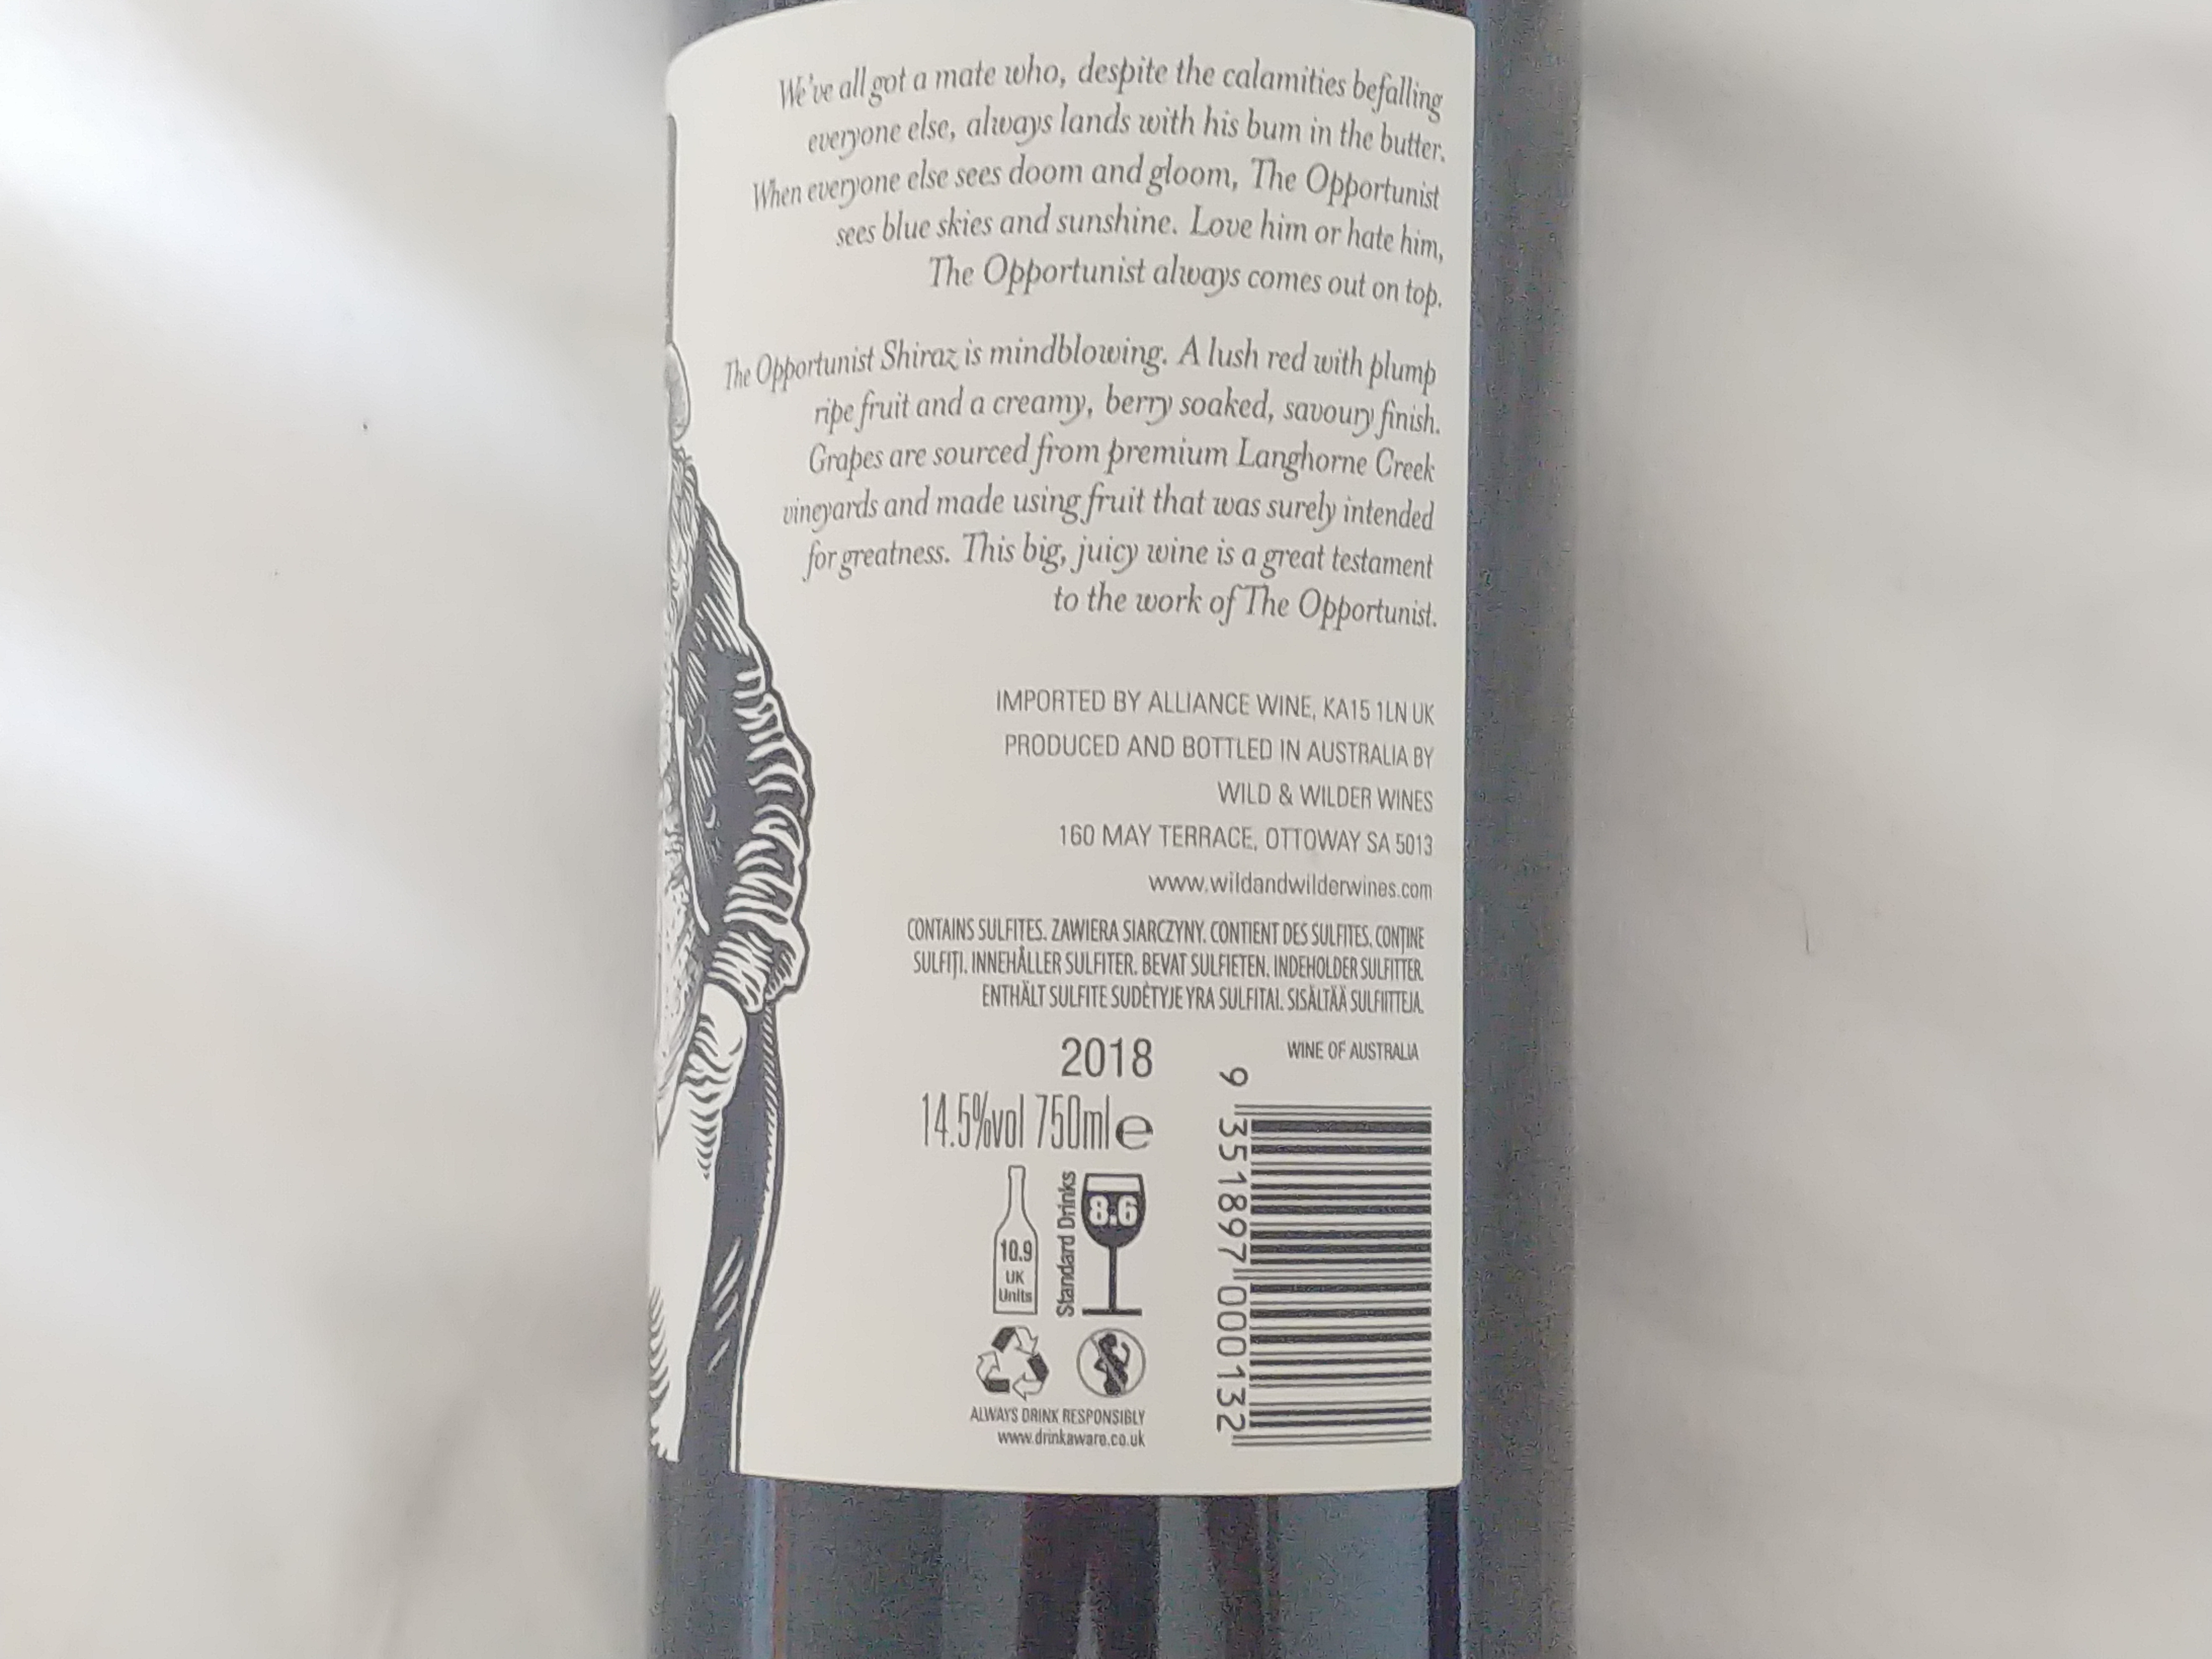 We've all got a mate who, despite the calamities befalling
everyone else, always lands with his bum in the butter.
When everyone else sees doom and gloom, The Opportunist
sees blue skies and sunshine. Love him or hate him,
The Opportunist always comes out on top.
The Opportunist Shiraz is mindblowing. A lush red with plump
ripe fruit and a creamy, berry soaked, savoury finish.
Grapes are sourced from premium Langhorne Creek
vineyards and made using fruit that was surely intended
for greatness. This big, juicy wine is a great testament
to the work of The Opportunist.
IMPORTED BY ALLIANCE WINE, KA15 1LN UK
PRODUCED AND BOTTLED IN AUSTRALIA BY
WILD & WILDER WINES
160 MAY TERRACE, OTTOWAY SA 5013
www.wildandwilderwines.com
CONTAINS SULFITES. ZAWIERA SIARCZYNY. CONTIENT DES SULFITES. CONŢINE
SULFIŢI. INNEHÅLLER SULFITER. BEVAT SULFIETEN. INDEHOLDER SULFITTER.
ENTHÄLT SULFITE SUDĖTYJE YRA SULFITAI. SISÄLTÄÄ SULFIITTEJA.
2018
WINE OF AUSTRALIA
14.5%vol 750ml e
10.9
UK
Units
Standard Drinks
8.6
ALWAYS DRINK RESPONSIBLY
www.drinkaware.co.uk
9 351897 000132